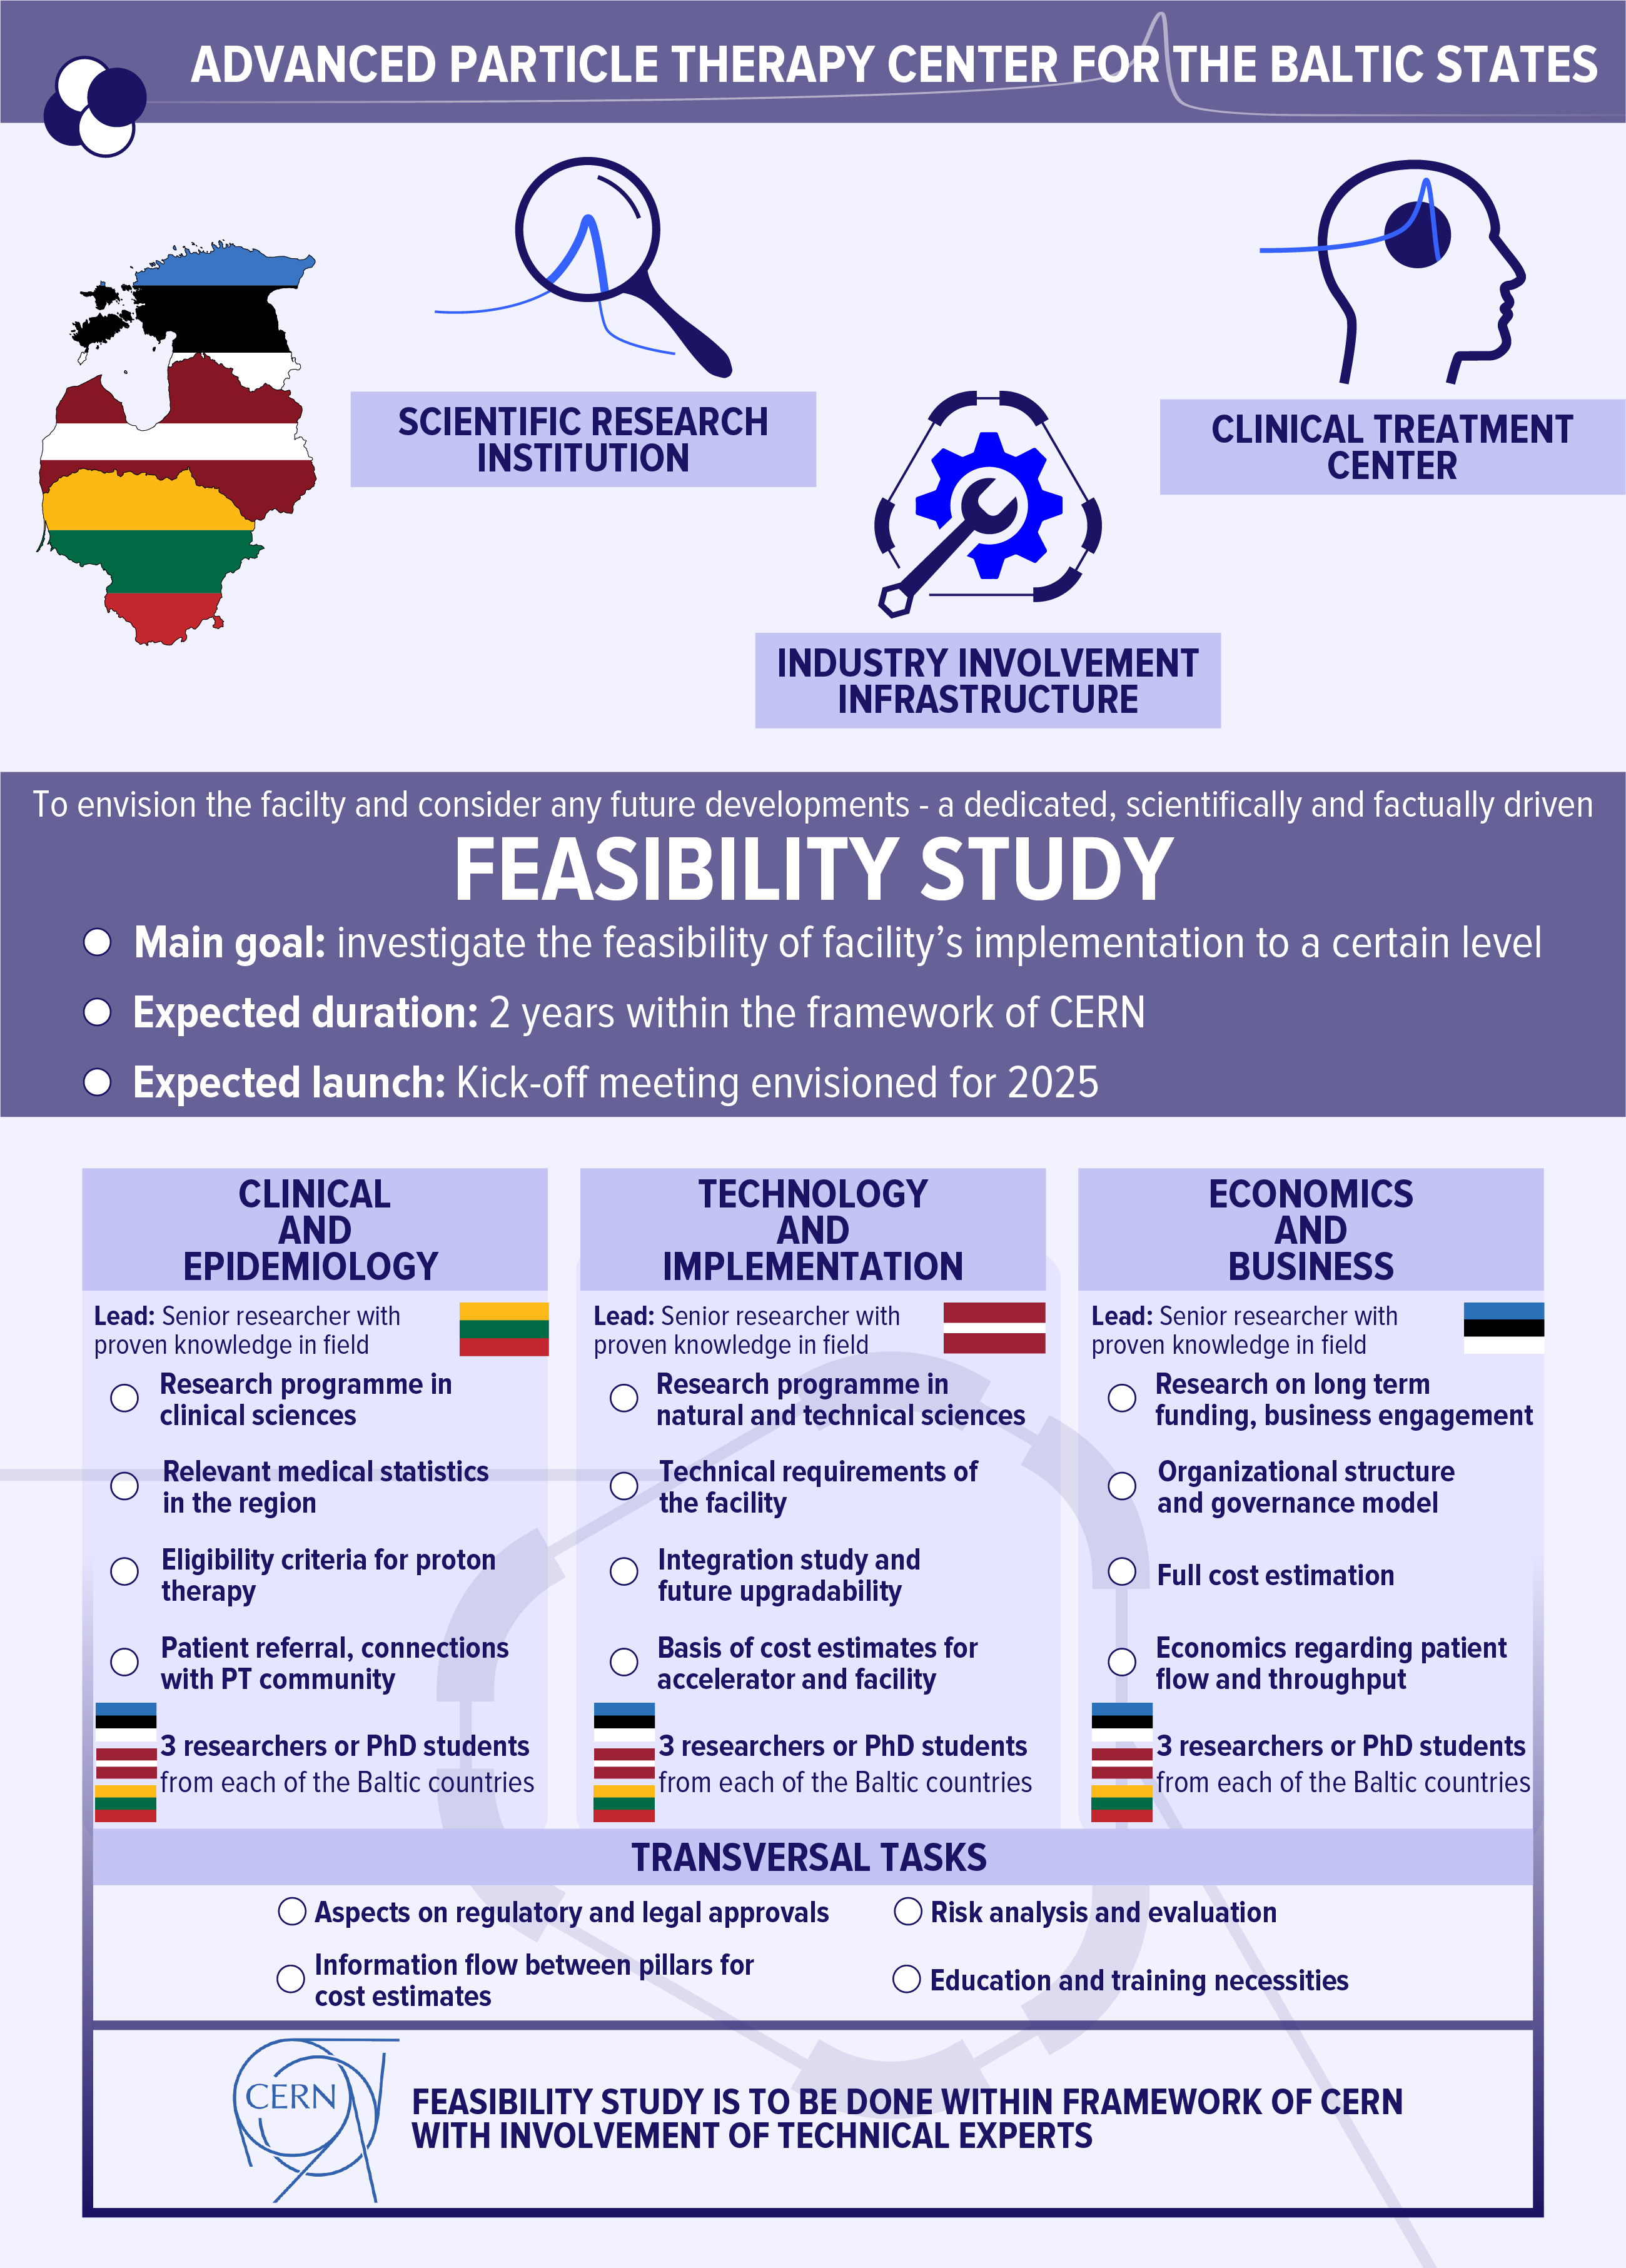 ADVANCED PARTICLE THERAPY CENTER FOR THE BALTIC STATES
SCIENTIFIC RESEARCH
INSTITUTION
CLINICAL TREATMENT
CENTER
INDUSTRY INVOLVEMENT
INFRASTRUCTURE
To envision the facilty and consider any future developments - a dedicated, scientifically and factually driven
FEASIBILITY STUDY
Main goal: investigate the feasibility of facility’s implementation to a certain level
Expected duration: 2 years within the framework of CERN
Expected launch: Kick-off meeting envisioned for 2025
CLINICAL
AND
EPIDEMIOLOGY
Lead: Senior researcher with
proven knowledge in field
Research programme in
clinical sciences
Relevant medical statistics
in the region
Eligibility criteria for proton
therapy
Patient referral, connections
with PT community
3 researchers or PhD students
from each of the Baltic countries
TECHNOLOGY
AND
IMPLEMENTATION
Lead: Senior researcher with
proven knowledge in field
Research programme in
natural and technical sciences
Technical requirements of
the facility
Integration study and
future upgradability
Basis of cost estimates for
accelerator and facility
3 researchers or PhD students
from each of the Baltic countries
ECONOMICS
AND
BUSINESS
Lead: Senior researcher with
proven knowledge in field
Research on long term
funding, business engagement
Organizational structure
and governance model
Full cost estimation
Economics regarding patient
flow and throughput
3 researchers or PhD students
from each of the Baltic countries
TRANSVERSAL TASKS
Aspects on regulatory and legal approvals
Information flow between pillars for
cost estimates
Risk analysis and evaluation
Education and training necessities
CERN
FEASIBILITY STUDY IS TO BE DONE WITHIN FRAMEWORK OF CERN
WITH INVOLVEMENT OF TECHNICAL EXPERTS